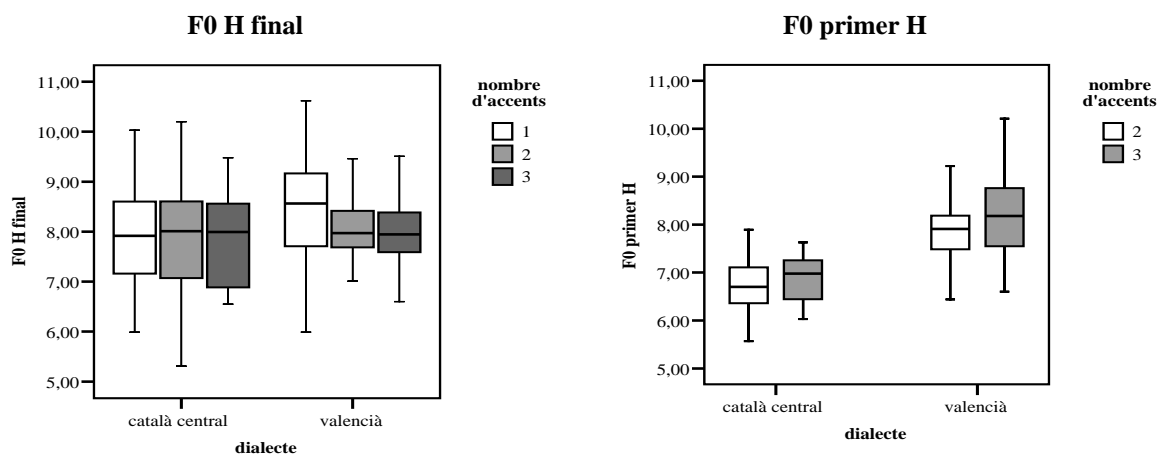 F0 H final
F0 H final
11,00
10,00
9,00
8,00
7,00
6,00
5,00
català central
valencià
dialecte
nombre
d'accents
1
2
3
F0 primer H
F0 primer H
11,00
10,00
9,00
8,00
7,00
6,00
5,00
català central
valencià
dialecte
nombre
d'accents
2
3